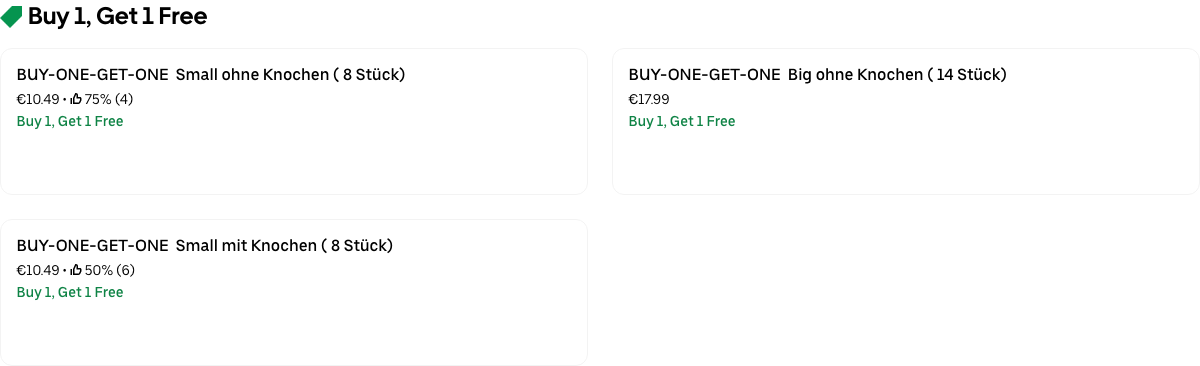 Buy 1, Get 1 Free
BUY-ONE-GET-ONE  Small ohne Knochen ( 8 Stück)
€10.49 • 75% (4)
Buy 1, Get 1 Free
BUY-ONE-GET-ONE  Big ohne Knochen ( 14 Stück)
€17.99
Buy 1, Get 1 Free
BUY-ONE-GET-ONE  Small mit Knochen ( 8 Stück)
€10.49 • 50% (6)
Buy 1, Get 1 Free